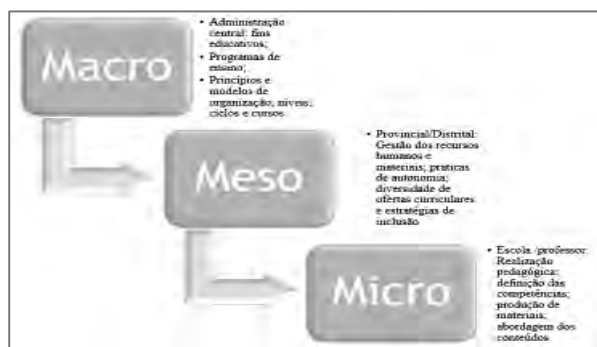 Macro
• Administração
central: fins
educativos;
• Programas de
ensino;
• Princípios e
modelos de
organização, níveis,
ciclos e cursos
Meso
• Provincial/Distrital:
Gestão dos recursos
humanos e
materiais; práticas
de autonomia;
diversidade de
ofertas curriculares
e estratégias de
inclusão
Micro
• Escola /professor:
Realização
pedagógica:
definição das
competências;
produção de
materiais;
abordagem dos
conteúdos